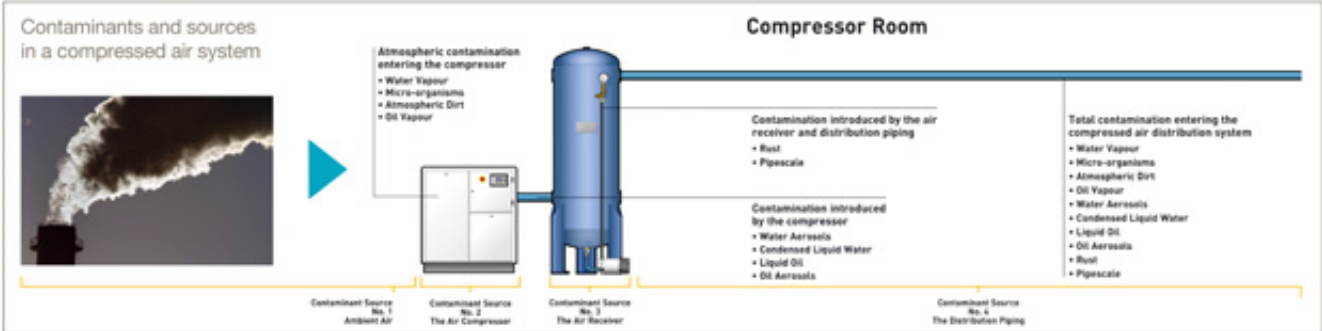 Contaminants and sources
in a compressed air system
Compressor Room
Atmospheric contamination
entering the compressor
• Water Vapour
• Micro-organisms
• Atmospheric Dirt
• Oil Vapour
Contamination introduced by the air
receiver and distribution piping
• Rust
• Pipescale
Contamination introduced
by the compressor
• Water Aerosols
• Condensed Liquid Water
• Liquid Oil
• Oil Aerosols
Total contamination entering the
compressed air distribution system
• Water Vapour
• Micro-organisms
• Atmospheric Dirt
• Oil Vapour
• Water Aerosols
• Condensed Liquid Water
• Liquid Oil
• Oil Aerosols
• Rust
• Pipescale
Contaminant Source
No. 1
Ambient Air
Contaminant Source
No. 2
The Air Compressor
Contaminant Source
No. 3
The Air Receiver
Contaminant Source
No. 4
The Distribution Piping